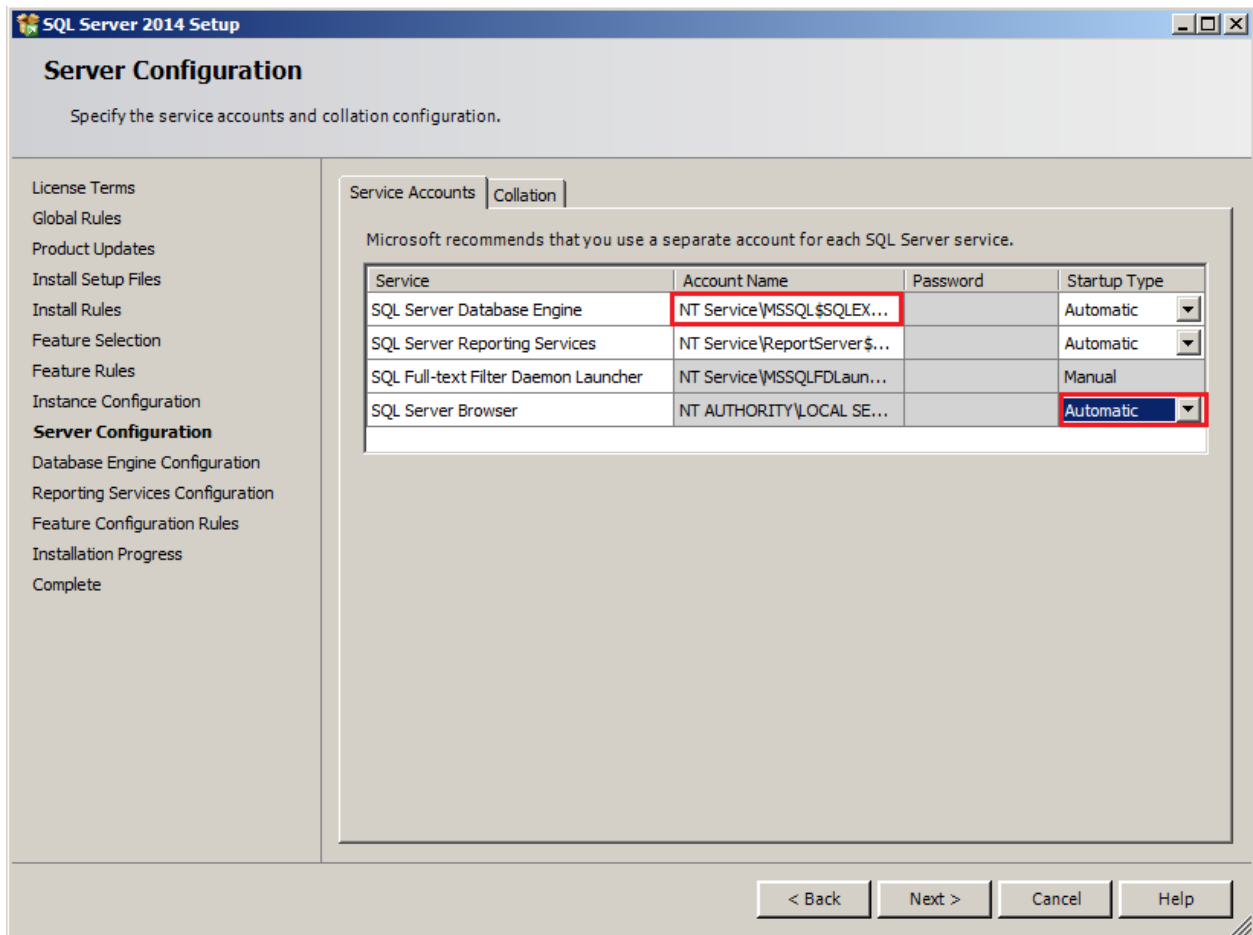 SQL Server 2014 Setup
Server Configuration
Specify the service accounts and collation configuration.
License Terms
Global Rules
Product Updates
Install Setup Files
Install Rules
Feature Selection
Feature Rules
Instance Configuration
Server Configuration
Database Engine Configuration
Reporting Services Configuration
Feature Configuration Rules
Installation Progress
Complete
Service Accounts Collation
Microsoft recommends that you use a separate account for each SQL Server service.
Service Account Name Password Startup Type
SQL Server Database Engine NT Service\MSSQL$SQLEX... Automatic
SQL Server Reporting Services NT Service\ReportServer$... Automatic
SQL Full-text Filter Daemon Launcher NT Service\MSSQLFDLaun... Manual
SQL Server Browser NT AUTHORITY\LOCAL SE... Automatic
< Back Next > Cancel Help